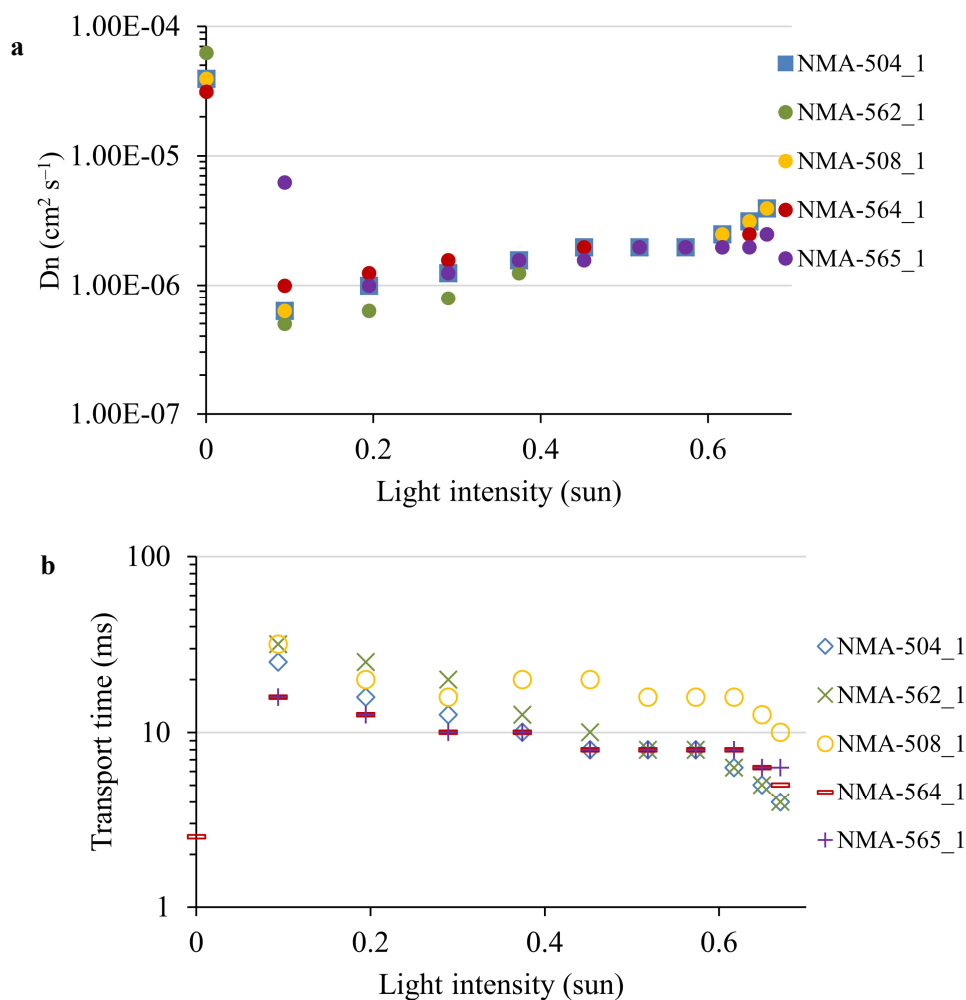 a
1.00E-04
1.00E-05
1.00E-06
1.00E-07
Dn (cm² s⁻¹)
0
0.2
0.4
0.6
Light intensity (sun)
NMA-504_1
NMA-562_1
NMA-508_1
NMA-564_1
NMA-565_1
b
100
10
1
Transport time (ms)
0
0.2
0.4
0.6
Light intensity (sun)
NMA-504_1
NMA-562_1
NMA-508_1
NMA-564_1
NMA-565_1